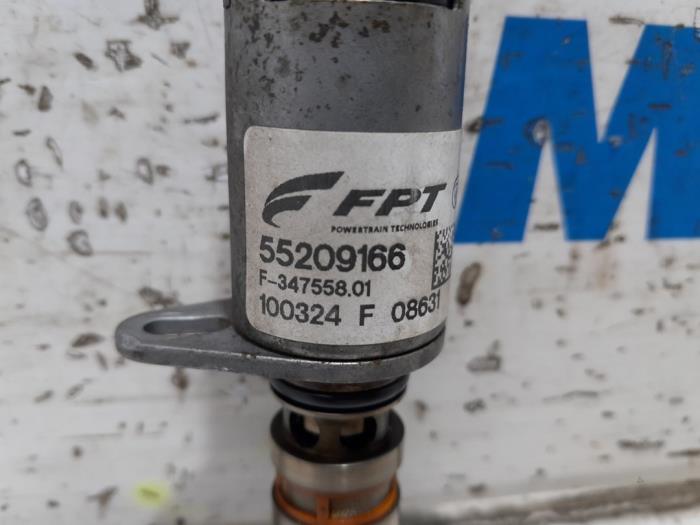 M
FPT
POWERTRAIN TECHNOLOGIES
55209166
F-347558.01
100324 F 08631